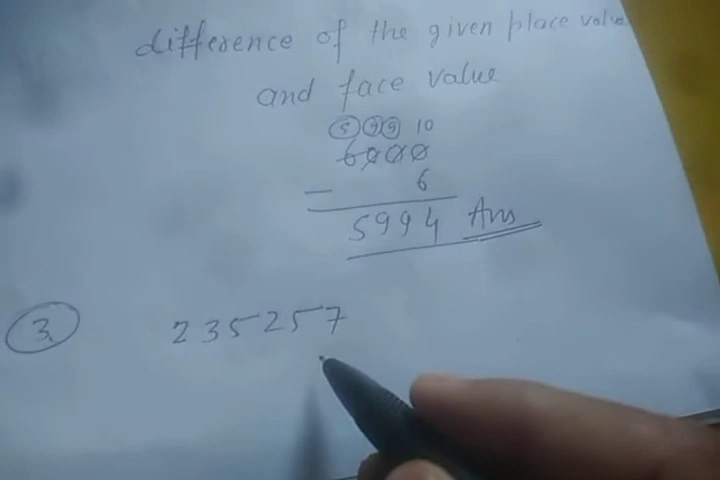 difference of the given place value
and face value
5 9 9 10
6000
- 6
5994 Ans
3. 235257